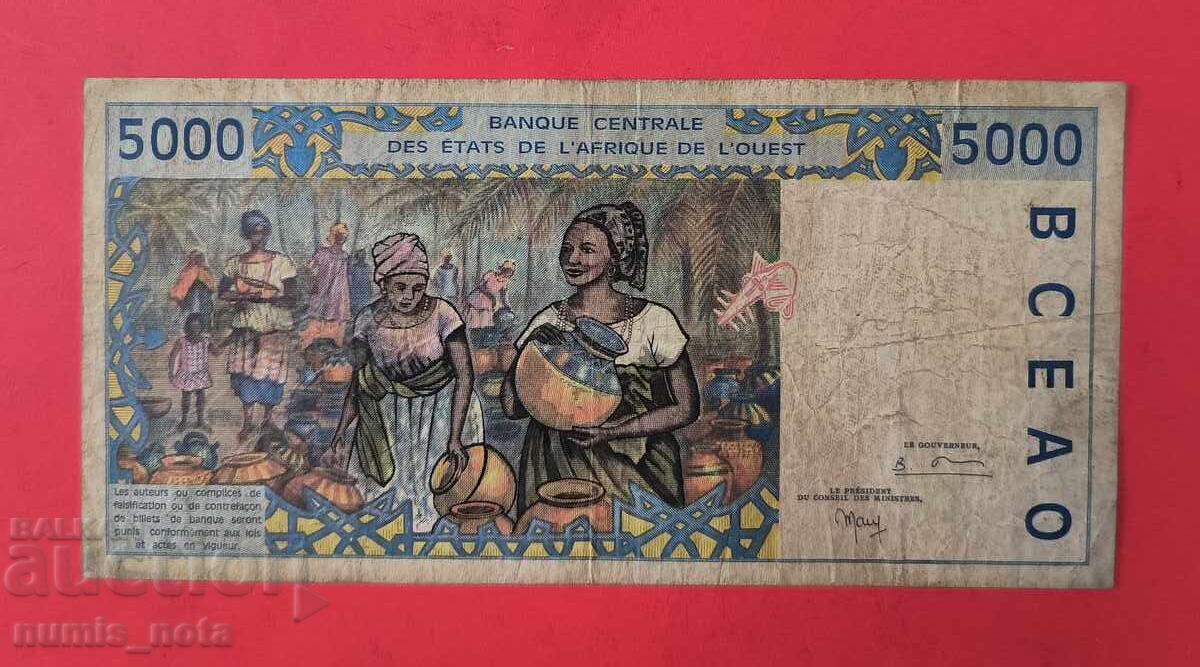 5000
BANQUE CENTRALE
DES ÉTATS DE L'AFRIQUE DE L'OUEST
5000
BCEAO
LE GOUVERNEUR,
LE PRÉSIDENT
DU CONSEIL DES MINISTRES,
Les auteurs ou complices de
falsification ou de contrefaçon
de billets de banque seront
punis conformément aux lois
et actes en vigueur.
auction
numis_nota